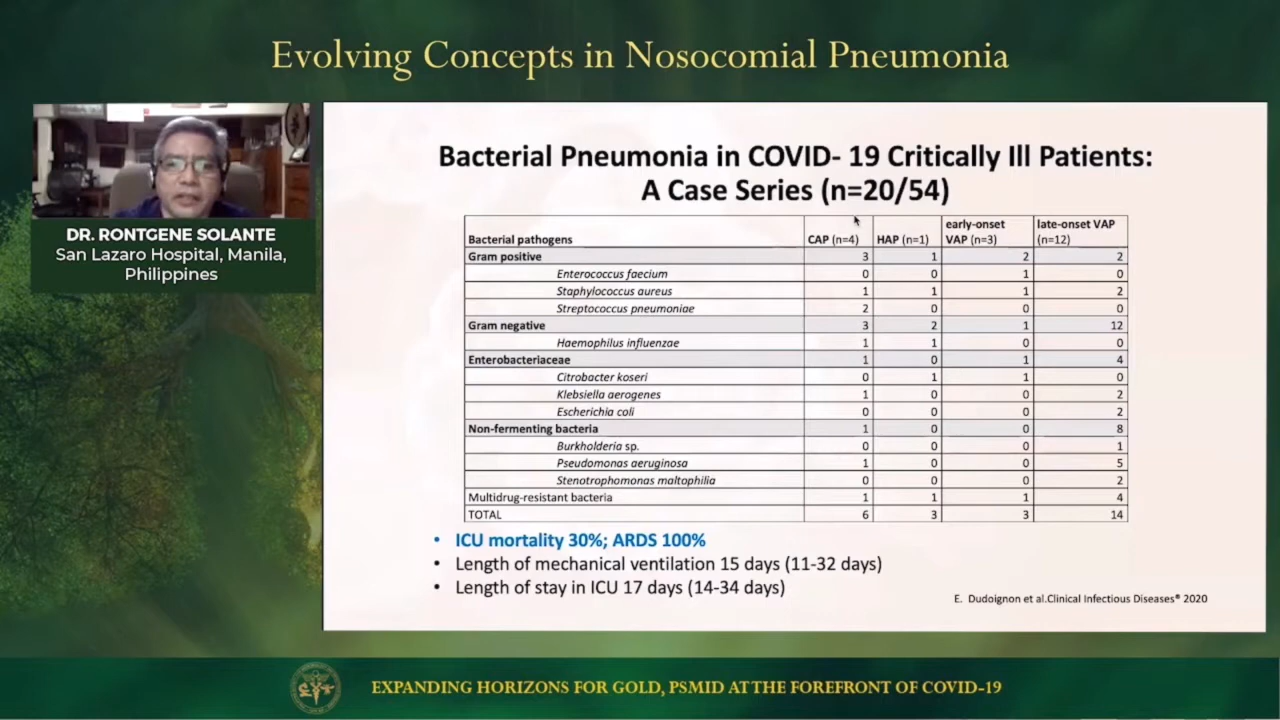 Evolving Concepts in Nosocomial Pneumonia
DR. RONTGENE SOLANTE
San Lazaro Hospital, Manila,
Philippines
Bacterial Pneumonia in COVID- 19 Critically Ill Patients:
A Case Series (n=20/54)
Bacterial pathogens CAP (n=4) HAP (n=1) early-onset VAP (n=3) late-onset VAP (n=12)
Gram positive 3 1 2 2
Enterococcus faecium 0 0 1 0
Staphylococcus aureus 1 1 1 2
Streptococcus pneumoniae 2 0 0 0
Gram negative 3 2 1 12
Haemophilus influenzae 1 1 0 0
Enterobacteriaceae 1 0 1 4
Citrobacter koseri 0 1 1 0
Klebsiella aerogenes 1 0 0 2
Escherichia coli 0 0 0 2
Non-fermenting bacteria 1 0 0 8
Burkholderia sp. 0 0 0 1
Pseudomonas aeruginosa 1 0 0 5
Stenotrophomonas maltophilia 0 0 0 2
Multidrug-resistant bacteria 1 1 1 4
TOTAL 6 3 3 14
• ICU mortality 30%; ARDS 100%
• Length of mechanical ventilation 15 days (11-32 days)
• Length of stay in ICU 17 days (14-34 days)
E. Dudoignon et al.Clinical Infectious Diseases® 2020
EXPANDING HORIZONS FOR GOLD, PSMID AT THE FOREFRONT OF COVID-19